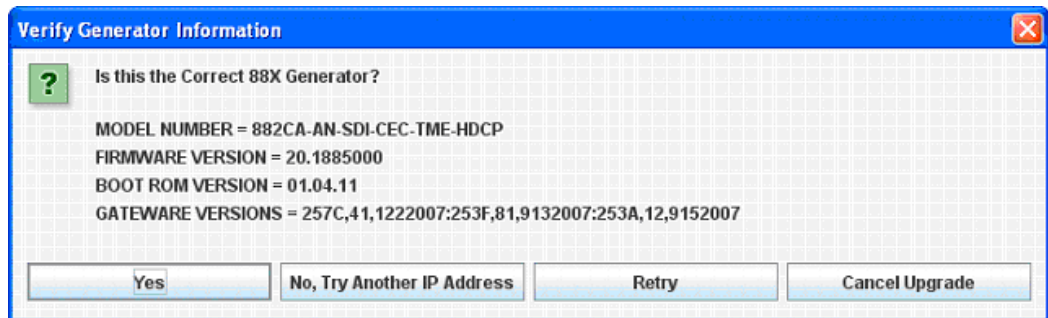 Verify Generator Information
Is this the Correct 88X Generator?
MODEL NUMBER = 882CA-AN-SDI-CEC-TME-HDCP
FIRMWARE VERSION = 20.1885000
BOOT ROM VERSION = 01.04.11
GATEWARE VERSIONS = 257C,41,1222007:253F,81,9132007:253A,12,9152007
Yes No, Try Another IP Address Retry Cancel Upgrade